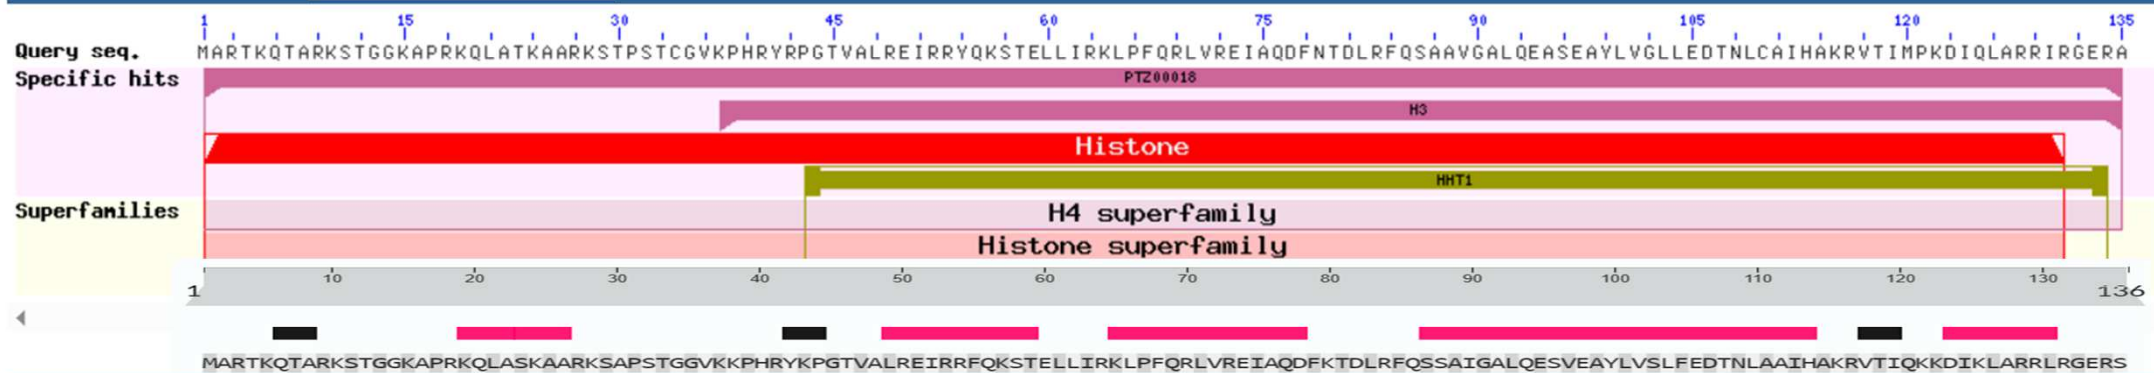 1 15 30 45 60 75 90 105 120 135
Query seq. MARTKQTARKSTGGKAPRKQLATKAARKSTPSTCGVKPHRYRPGTVALREIRRYQKSTELLIRKLPFQRLVREIAQDFNTDLRFQSAAVGALQEASEAYLVGLLEDTNLCAIHAKRVTIMPKDIQLARRIRGERA
Specific hits PTZ00018
H3
Histone
HHT1
Superfamilies H4 superfamily
Histone superfamily
1 10 20 30 40 50 60 70 80 90 100 110 120 130 136
MARTKQTARKSTGGKAPRKQLASKAARKSAPSTGGVKKPHRYKPGTVALREIRRFQKSTELLIRKLPFQRLVREIAQDFKTDLRFQSSAIGALQESVEAYLVSLFEDTNLAAIHAKRVTIQKKDIKLARRLRGERS